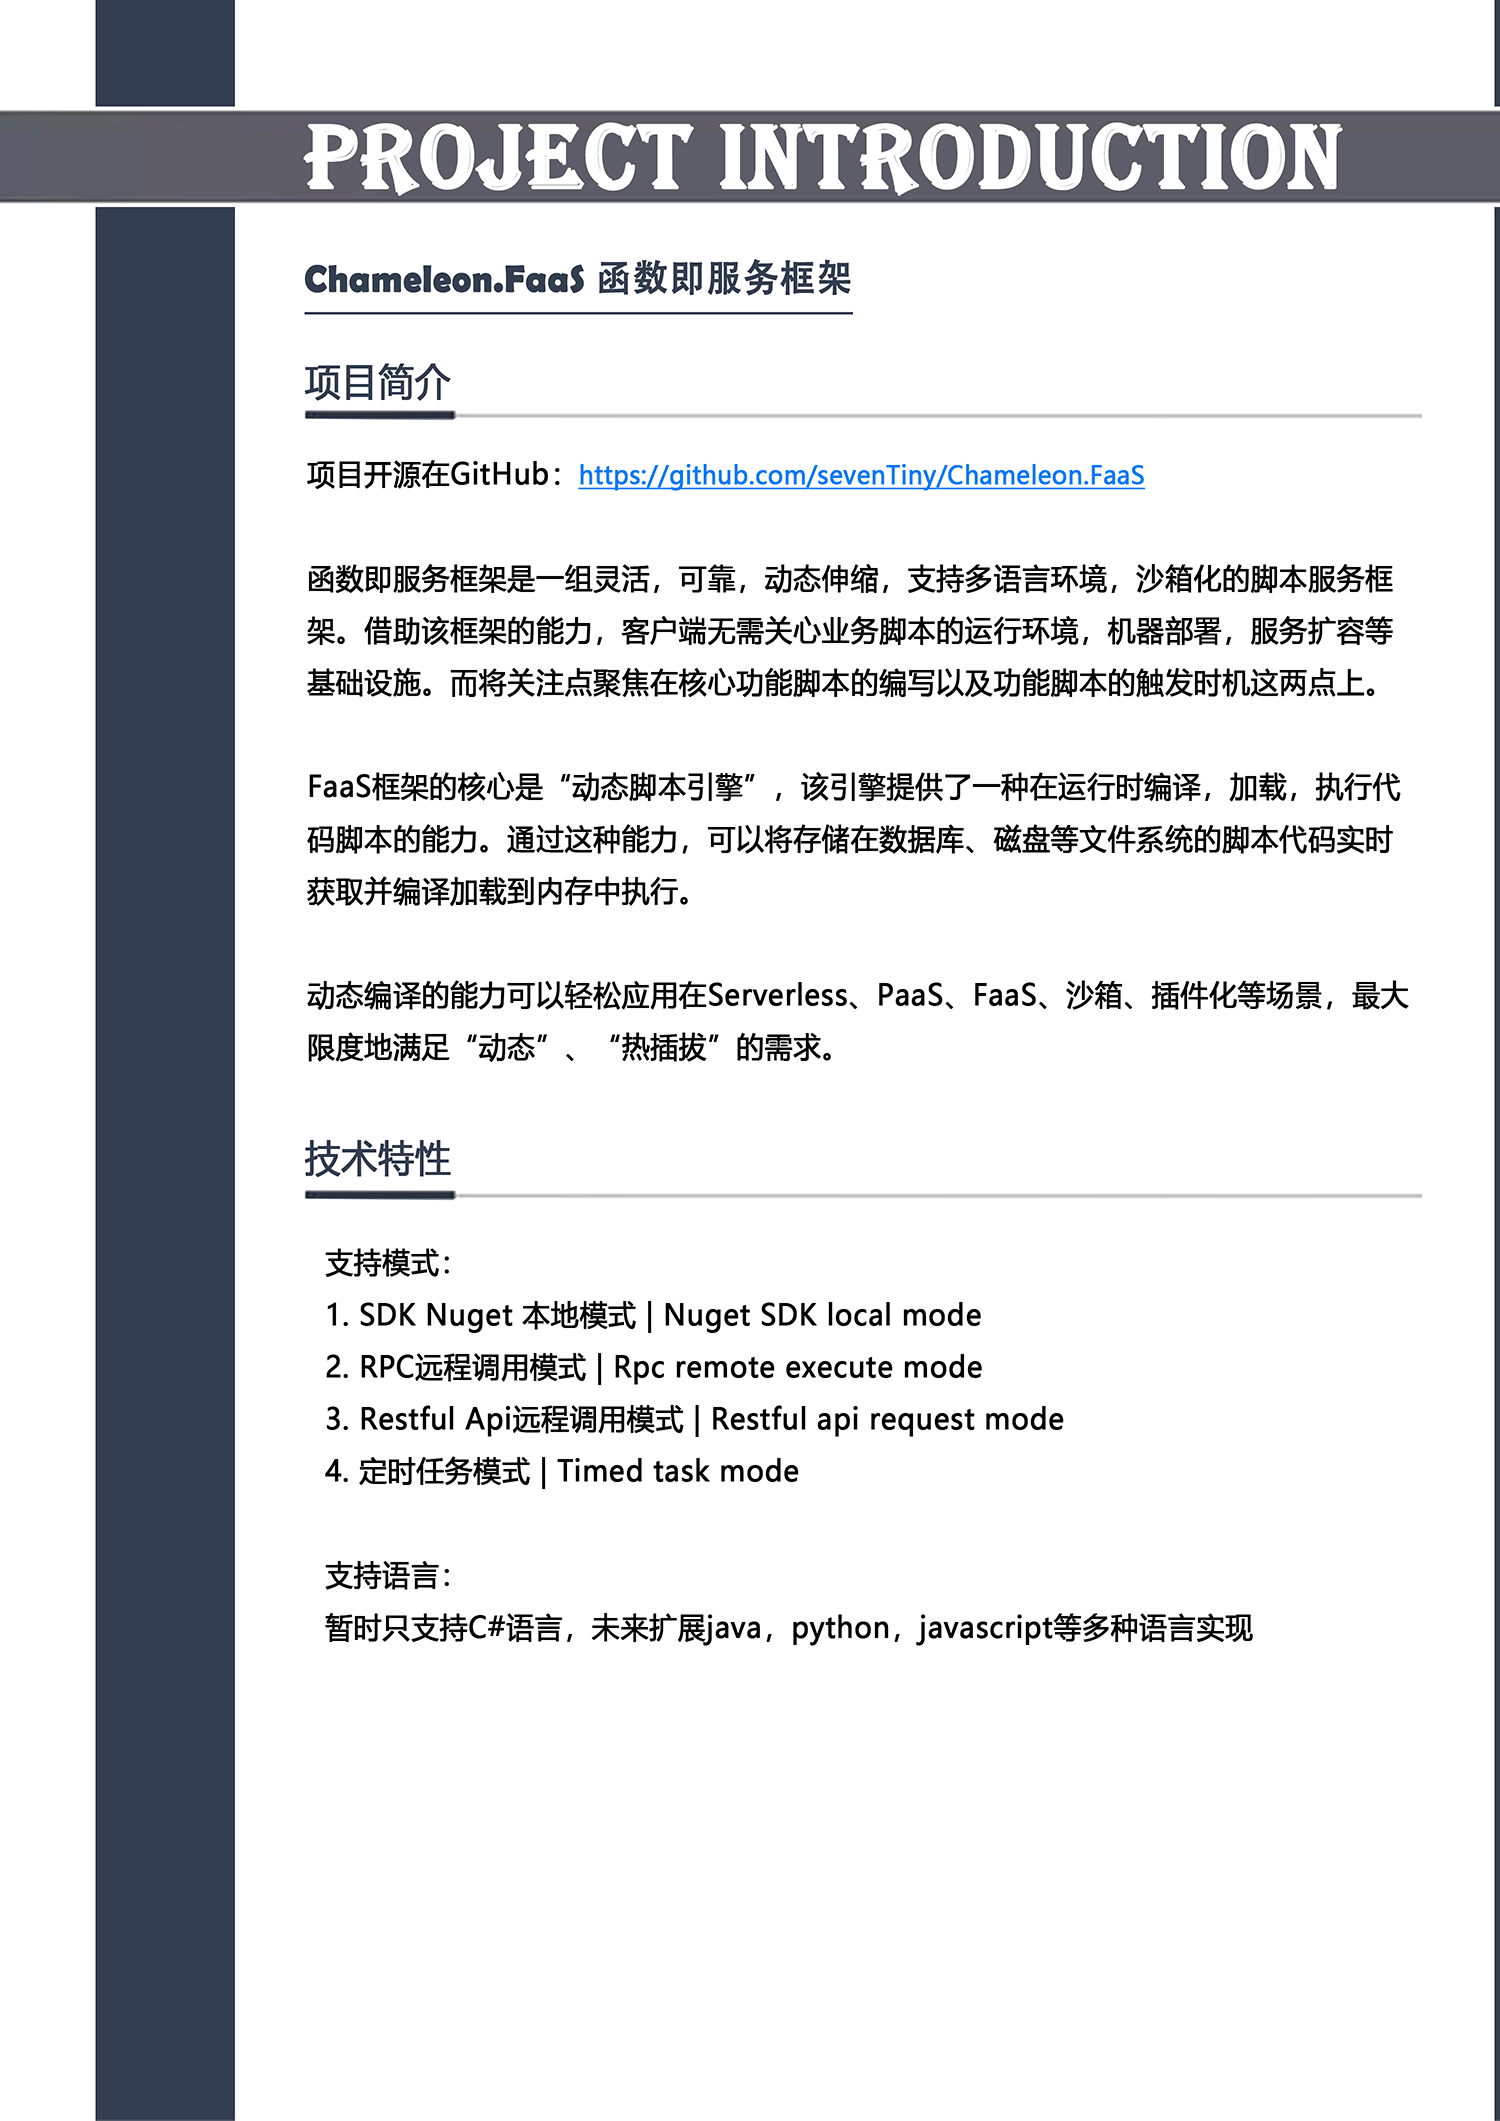 PROJECT INTRODUCTION
Chameleon.FaaS 函数即服务框架
项目简介
项目开源在GitHub：https://github.com/sevenTiny/Chameleon.FaaS
函数即服务框架是一组灵活，可靠，动态伸缩，支持多语言环境，沙箱化的脚本服务框
架。借助该框架的能力，客户端无需关心业务脚本的运行环境，机器部署，服务扩容等
基础设施。而将关注点聚焦在核心功能脚本的编写以及功能脚本的触发时机这两点上。
FaaS框架的核心是“动态脚本引擎”，该引擎提供了一种在运行时编译，加载，执行代
码脚本的能力。通过这种能力，可以将存储在数据库、磁盘等文件系统的脚本代码实时
获取并编译加载到内存中执行。
动态编译的能力可以轻松应用在Serverless、PaaS、FaaS、沙箱、插件化等场景，最大
限度地满足“动态”、“热插拔”的需求。
技术特性
支持模式：
1. SDK Nuget 本地模式 | Nuget SDK local mode
2. RPC远程调用模式 | Rpc remote execute mode
3. Restful Api远程调用模式 | Restful api request mode
4. 定时任务模式 | Timed task mode
支持语言：
暂时只支持C#语言，未来扩展java，python，javascript等多种语言实现